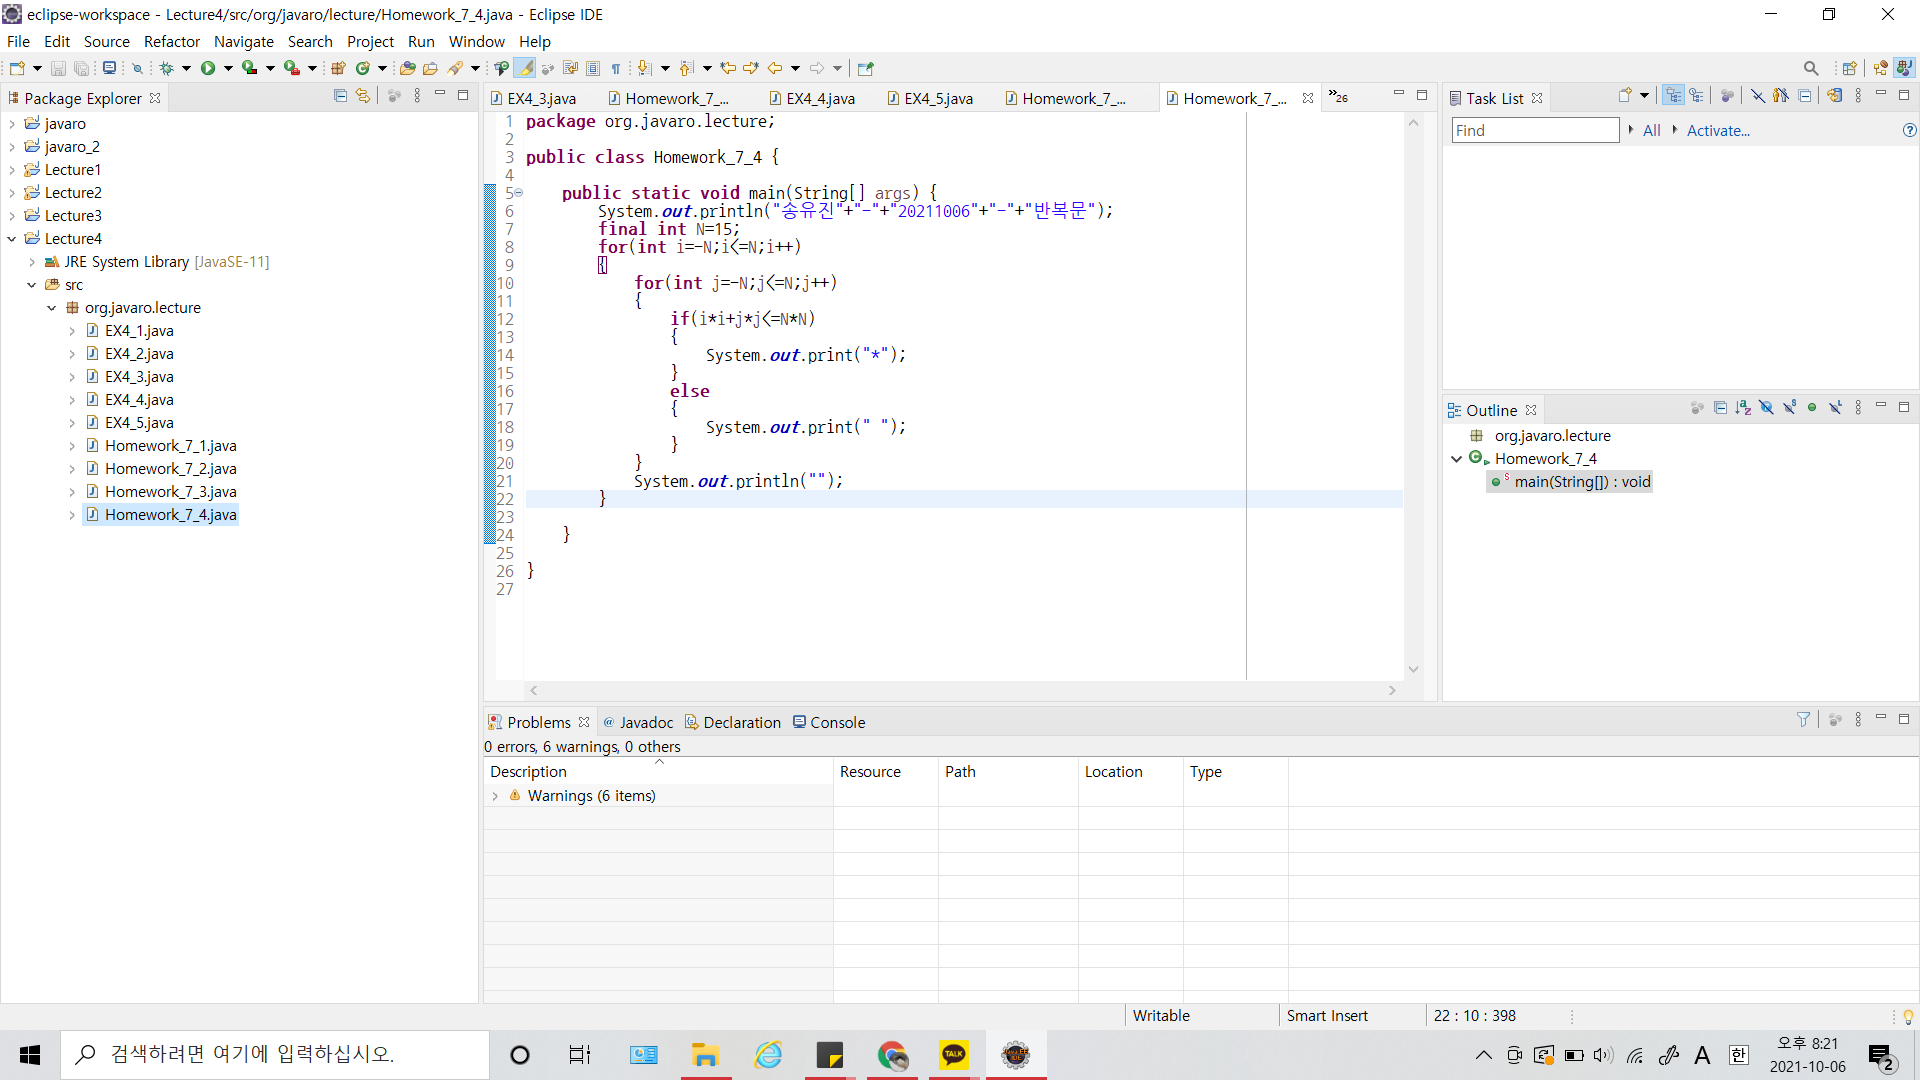 eclipse-workspace - Lecture4/src/org/javaro/lecture/Homework_7_4.java - Eclipse IDE
File Edit Source Refactor Navigate Search Project Run Window Help
Package Explorer
javaro
javaro_2
Lecture1
Lecture2
Lecture3
Lecture4
JRE System Library [JavaSE-11]
src
org.javaro.lecture
EX4_1.java
EX4_2.java
EX4_3.java
EX4_4.java
EX4_5.java
Homework_7_1.java
Homework_7_2.java
Homework_7_3.java
Homework_7_4.java
EX4_3.java Homework_7_... EX4_4.java EX4_5.java Homework_7_... Homework_7_... »26
1 package org.javaro.lecture;
2
3 public class Homework_7_4 {
4
5 public static void main(String[] args) {
6 System.out.println("송유진"+"-"+"20211006"+"-"+"반복문");
7 final int N=15;
8 for(int i=-N;i<=N;i++)
9 {
10 for(int j=-N;j<=N;j++)
11 {
12 if(i*i+j*j<=N*N)
13 {
14 System.out.print("*");
15 }
16 else
17 {
18 System.out.print(" ");
19 }
20 }
21 System.out.println("");
22 }
23
24 }
25
26 }
27
Task List
Find All Activate...
Outline
org.javaro.lecture
Homework_7_4
main(String[]) : void
Problems Javadoc Declaration Console
0 errors, 6 warnings, 0 others
Description Resource Path Location Type
Warnings (6 items)
Writable Smart Insert 22 : 10 : 398
검색하려면 여기에 입력하십시오.
TALK
A 한
오후 8:21
2021-10-06
2